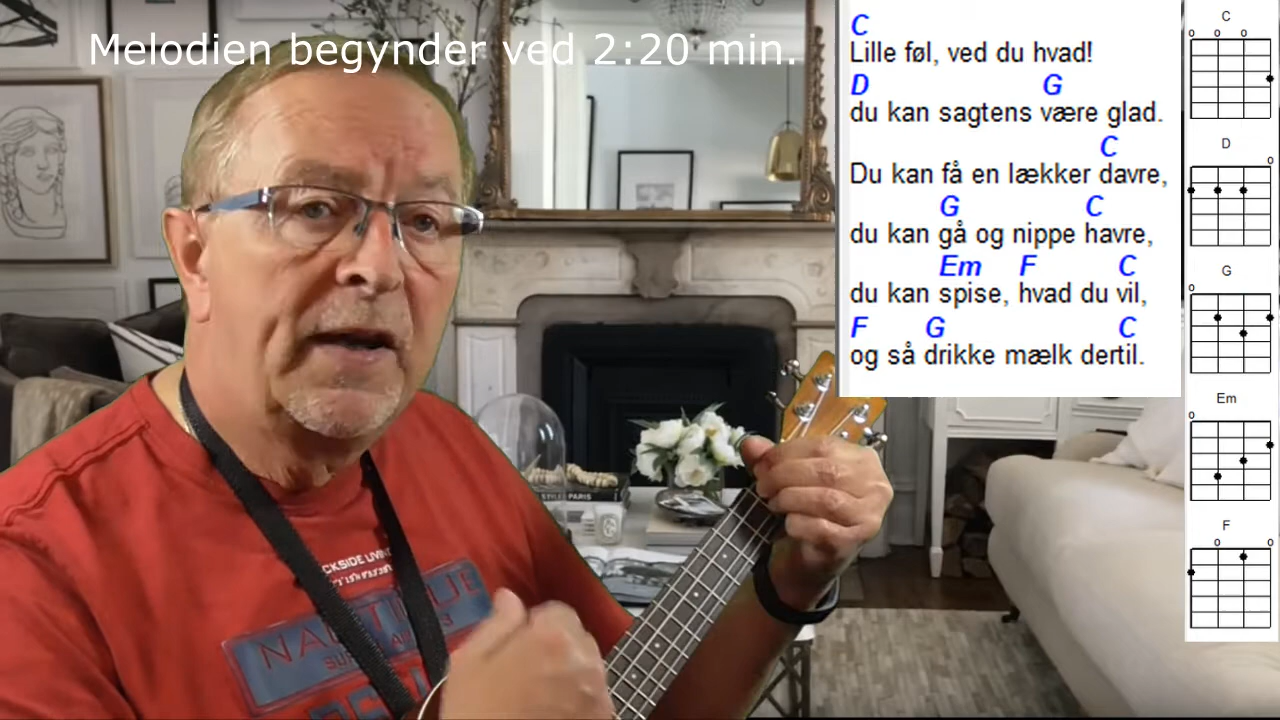 Melodien begynder ved 2:20 min.
C
Lille føl, ved du hvad!
D G
du kan sagtens være glad.
C
Du kan få en lækker davre,
G C
du kan gå og nippe havre,
Em F C
du kan spise, hvad du vil,
F G C
og så drikke mælk dertil.
C
D
G
Em
F
PARIS